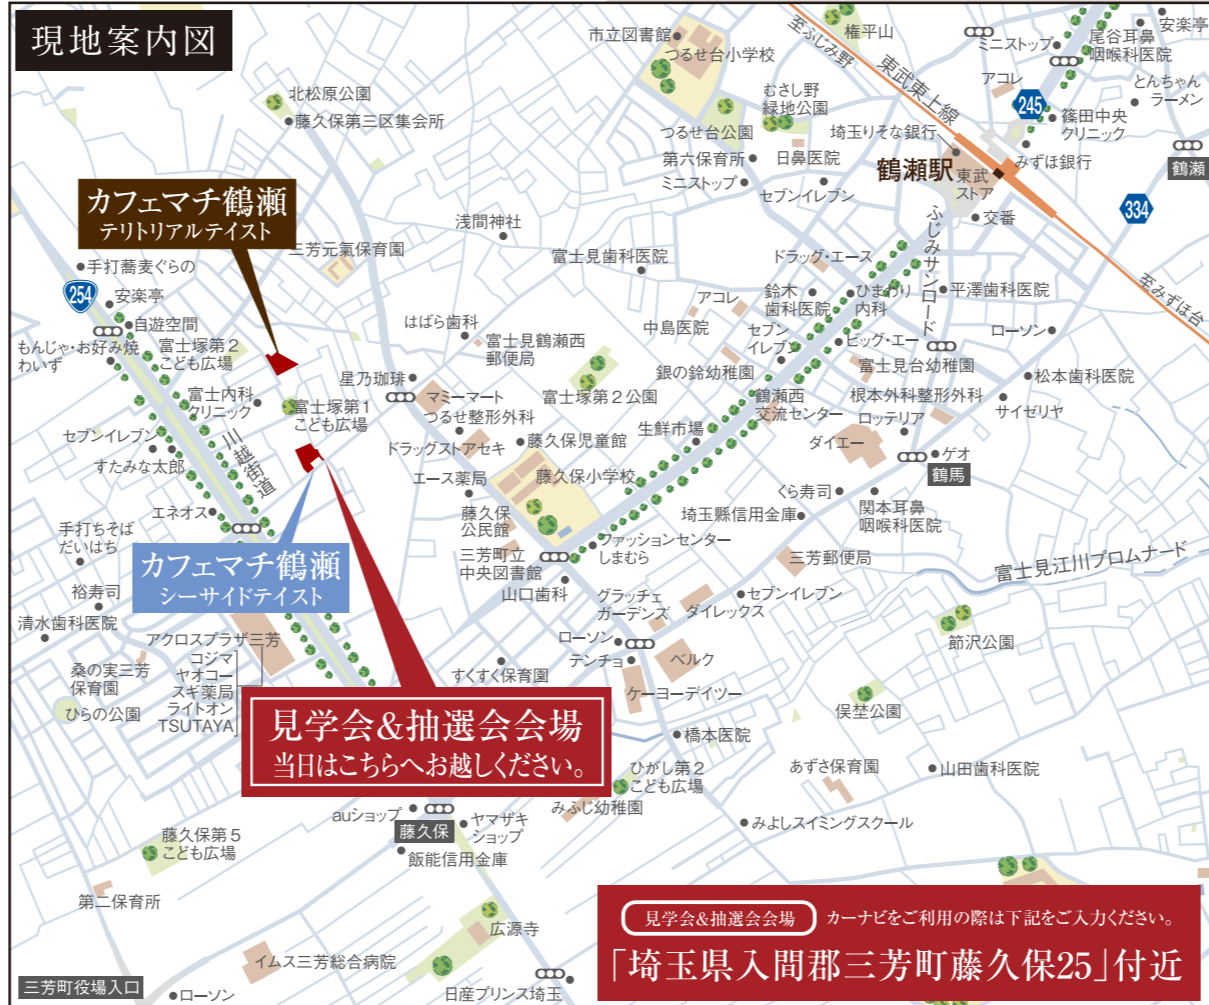 現地案内図
市立図書館
つるせ台小学校
権平山
至ふじみ野
東武東上線
ミニストップ
尾谷耳鼻
咽喉科医院
安楽亭
アコレ
とんちゃん
ラーメン
245
篠田中央
クリニック
北松原公園
藤久保第三区集会所
むさし野
緑地公園
つるせ台公園
埼玉りそな銀行
みずほ銀行
鶴瀬
第六保育所
日鼻医院
ミニストップ
セブンイレブン
鶴瀬駅
東武
ストア
交番
334
カフェマチ鶴瀬
テリトリアルテイスト
三芳元氣保育園
浅間神社
富士見歯科医院
ドラッグ・エース
ふじみサンロード
至みずほ台
手打蕎麦ぐらの
254
安楽亭
自遊空間
もんじゃ・お好み焼
わいず
富士塚第2
こども広場
はばら歯科
富士見鶴瀬西
郵便局
アコレ
中島医院
鈴木
歯科医院
ひまわり
内科
平澤歯科医院
セブン
イレブン
ビッグ・エー
ローソン
富士見台幼稚園
銀の鈴幼稚園
松本歯科医院
星乃珈琲
マミーマート
つるせ整形外科
富士塚第2公園
富士内科
クリニック
富士塚第1
こども広場
鶴瀬西
交流センター
根本外科整形外科
サイゼリヤ
ロッテリア
セブンイレブン
すたみな太郎
川越街道
ドラッグストアセキ
藤久保児童館
生鮮市場
ダイエー
ゲオ
鶴馬
エース薬局
藤久保小学校
くら寿司
エネオス
藤久保
公民館
埼玉縣信用金庫
関本耳鼻
咽喉科医院
手打ちそば
だいはち
カフェマチ鶴瀬
シーサイドテイスト
三芳町立
中央図書館
ファッションセンター
しまむら
三芳郵便局
富士見江川プロムナード
裕寿司
山口歯科
グラッチェ
ガーデンズ
ダイレックス
セブンイレブン
清水歯科医院
アクロスプラザ三芳
コジマ
ヤオコー
スギ薬局
ライトオン
TSUTAYA
ローソン
テンチョ
ベルク
節沢公園
桑の実三芳
保育園
ひらの公園
すくすく保育園
ケーヨーデイツー
俣埜公園
見学会&抽選会会場
当日はこちらへお越しください。
橋本医院
ひがし第2
こども広場
あずさ保育園
山田歯科医院
auショップ
藤久保
ヤマザキ
ショップ
みふじ幼稚園
みよしスイミングスクール
藤久保第5
こども広場
飯能信用金庫
第二保育所
広源寺
イムス三芳総合病院
三芳町役場入口
ローソン
日産プリンス埼玉
見学会&抽選会会場
カーナビをご利用の際は下記をご入力ください。
「埼玉県入間郡三芳町藤久保25」付近